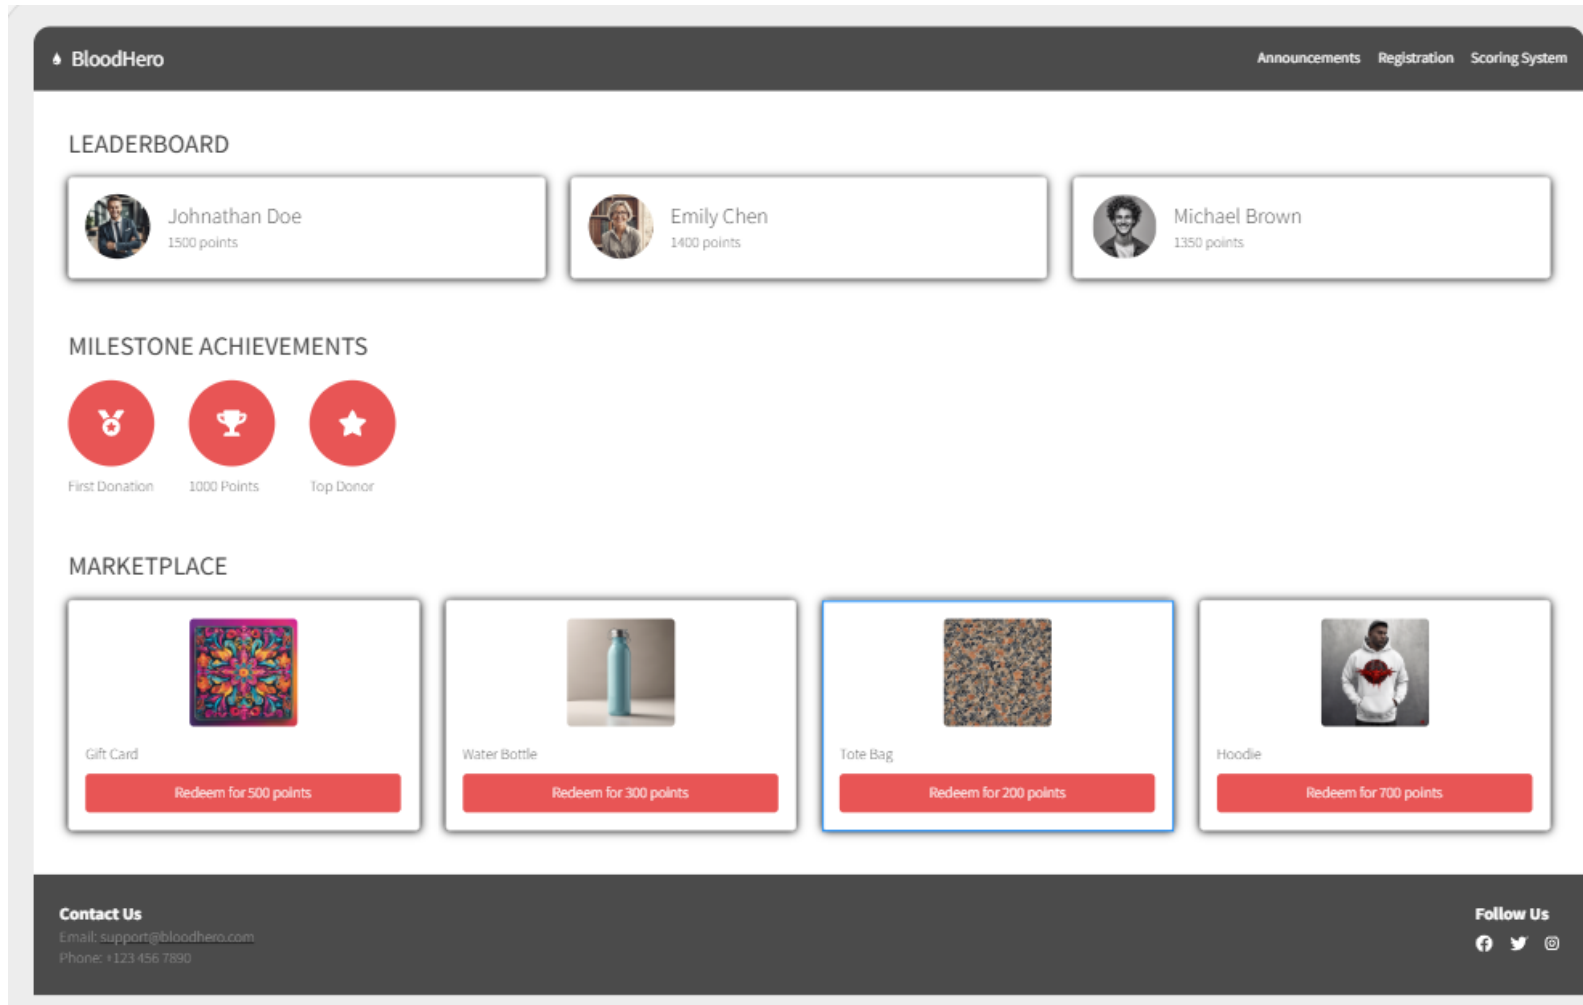 BloodHero
Announcements Registration Scoring System
LEADERBOARD
Johnathan Doe
1500 points
Emily Chen
1400 points
Michael Brown
1350 points
MILESTONE ACHIEVEMENTS
First Donation
1000 Points
Top Donor
MARKETPLACE
Gift Card
Redeem for 500 points
Water Bottle
Redeem for 300 points
Tote Bag
Redeem for 200 points
Hoodie
Redeem for 700 points
Contact Us
Email: support@bloodhero.com
Phone: +123 456 7890
Follow Us